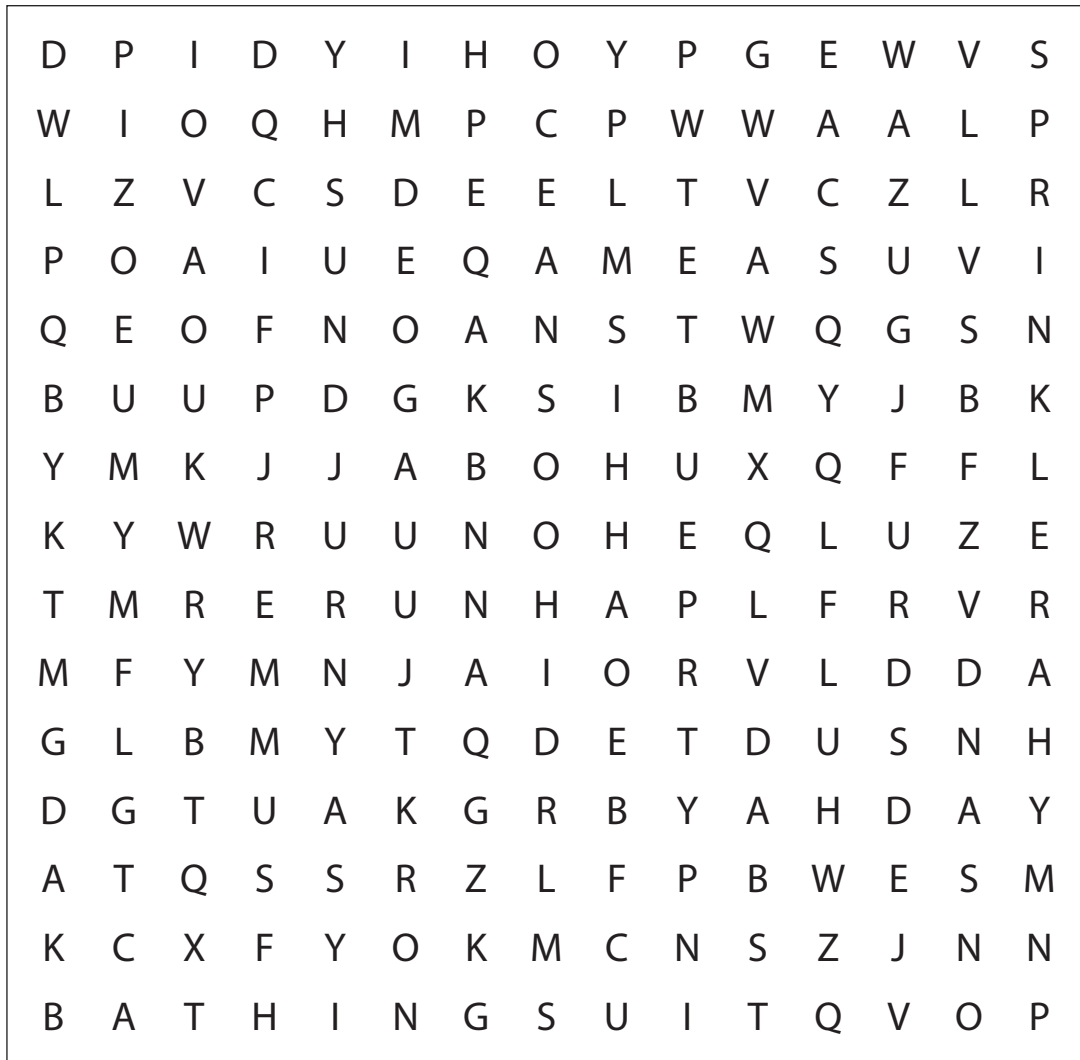 D P I D Y I H O Y P G E W V S
W I O Q H M P C P W W A A L P
L Z V C S D E E L T V C Z L R
P O A I U E Q A M E A S U V I
Q E O F N O A N S T W Q G S N
B U U P D G K S I B M Y J B K
Y M K J J A B O H U X Q F F L
K Y W R U U N O H E Q L U Z E
T M R E R U N H A P L F R V R
M F Y M N J A I O R V L D D A
G L B M Y T Q D E T D U S N H
D G T U A K G R B Y A H D A Y
A T Q S S R Z L F P B W E S M
K C X F Y O K M C N S Z J N N
B A T H I N G S U I T Q V O P